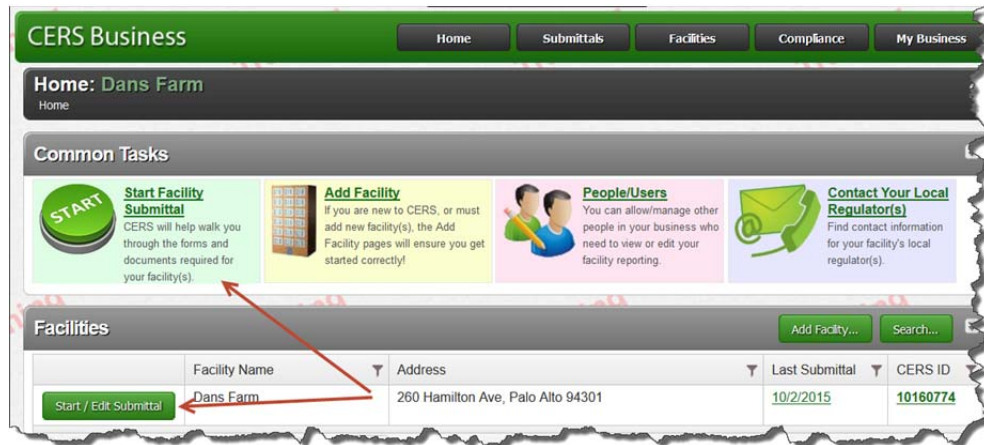 CERS Business
Home
Submittals
Facilities
Compliance
My Business
Home: Dans Farm
Home
Common Tasks
START
Start Facility
Submittal
CERS will help walk you
through the forms and
documents required for
your facility(s).
Add Facility
If you are new to CERS, or must
add new facility(s), the Add
Facility pages will ensure you get
started correctly!
People/Users
You can allow/manage other
people in your business who
need to view or edit your
facility reporting.
Contact Your Local
Regulator(s)
Find contact information
for your facility's local
regulator(s).
Facilities
Add Facility...
Search...
Facility Name
Address
Last Submittal
CERS ID
Start / Edit Submittal
Dans Farm
260 Hamilton Ave, Palo Alto 94301
10/2/2015
10160774